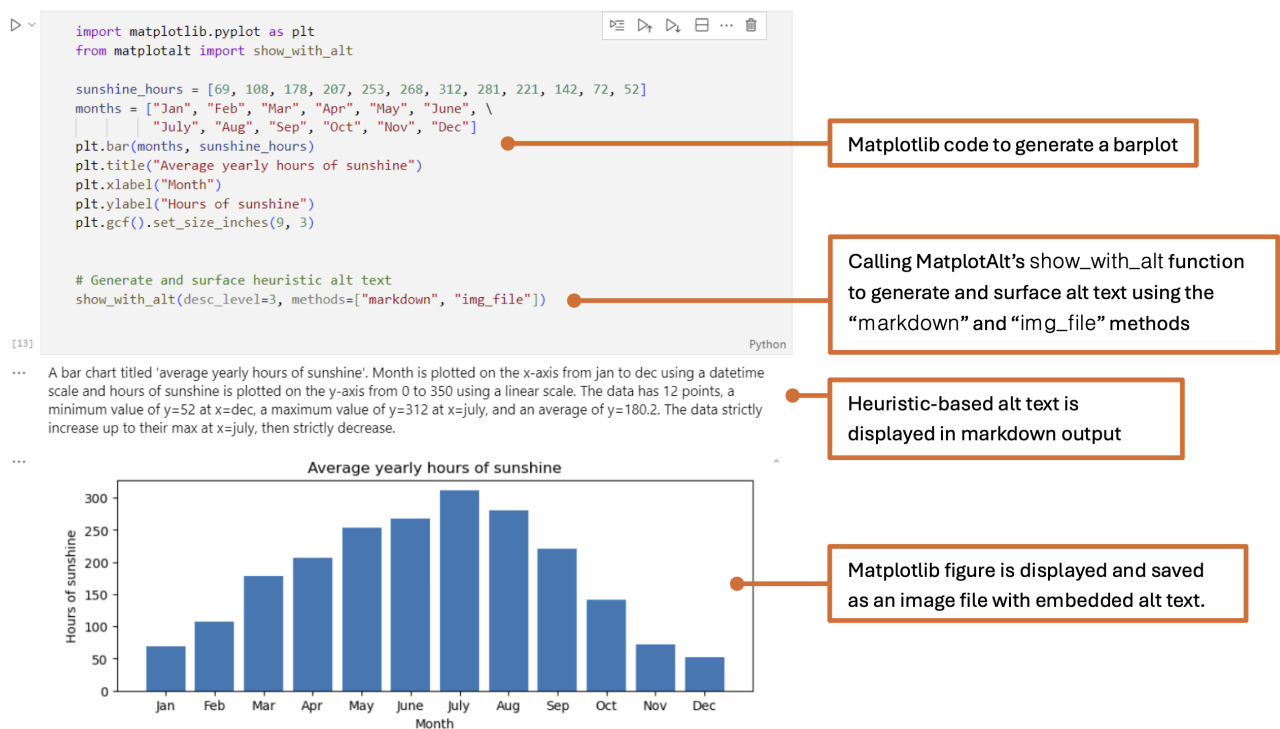 import matplotlib.pyplot as plt
from matplotalt import show_with_alt
sunshine_hours = [69, 108, 178, 207, 253, 268, 312, 281, 221, 142, 72, 52]
months = ["Jan", "Feb", "Mar", "Apr", "May", "June", \
"July", "Aug", "Sep", "Oct", "Nov", "Dec"]
plt.bar(months, sunshine_hours)
plt.title("Average yearly hours of sunshine")
plt.xlabel("Month")
plt.ylabel("Hours of sunshine")
plt.gcf().set_size_inches(9, 3)
# Generate and surface heuristic alt text
show_with_alt(desc_level=3, methods=["markdown", "img_file"])
[13]
Python
Matplotlib code to generate a barplot
Calling MatplotAlt’s show_with_alt function
to generate and surface alt text using the
“markdown” and “img_file” methods
A bar chart titled 'average yearly hours of sunshine'. Month is plotted on the x-axis from jan to dec using a datetime
scale and hours of sunshine is plotted on the y-axis from 0 to 350 using a linear scale. The data has 12 points, a
minimum value of y=52 at x=dec, a maximum value of y=312 at x=july, and an average of y=180.2. The data strictly
increase up to their max at x=july, then strictly decrease.
Heuristic-based alt text is
displayed in markdown output
Average yearly hours of sunshine
Hours of sunshine
300
250
200
150
100
50
0
Jan Feb Mar Apr May June July Aug Sep Oct Nov Dec
Month
Matplotlib figure is displayed and saved
as an image file with embedded alt text.